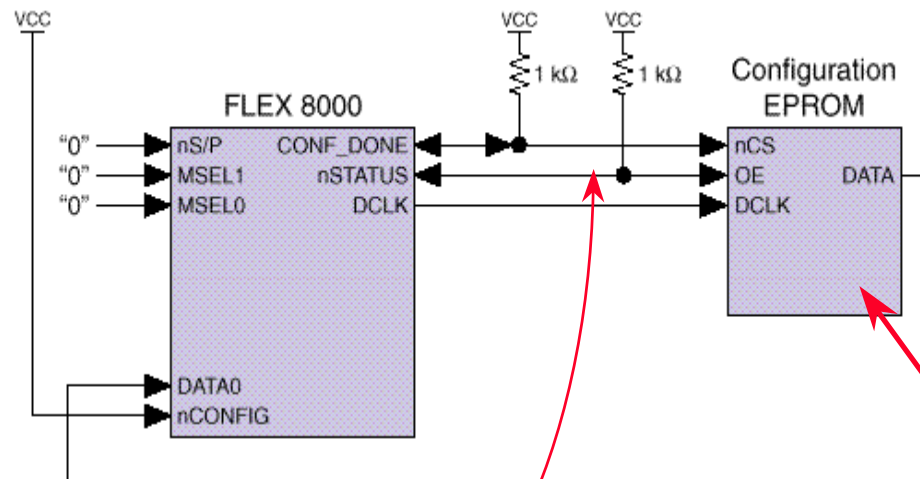 VCC
VCC
VCC
1 kΩ
1 kΩ
Configuration
EPROM
FLEX 8000
“0”
nS/P
CONF_DONE
nCS
“0”
MSEL1
nSTATUS
OE
DATA
“0”
MSEL0
DCLK
DCLK
DATA0
nCONFIG